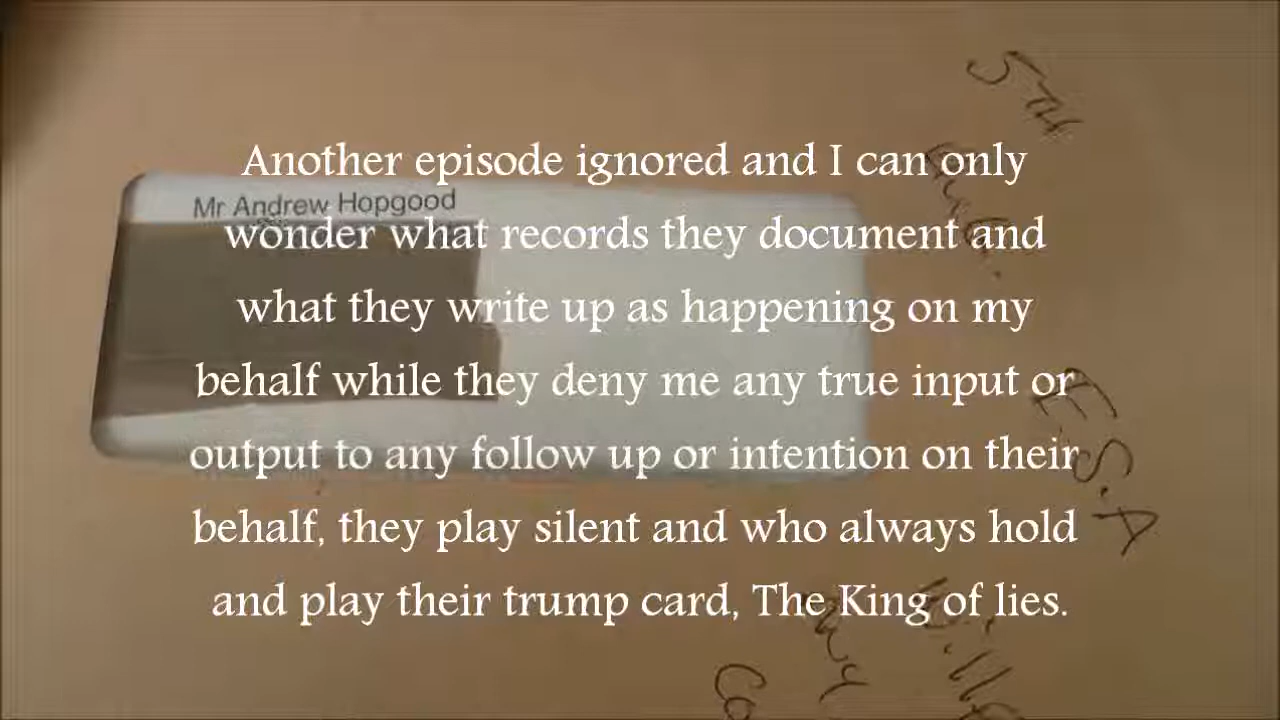 Another episode ignored and I can only
Mr Andrew Hopgood
wonder what records they document and
what they write up as happening on my
behalf while they deny me any true input or
output to any follow up or intention on their
behalf, they play silent and who always hold
and play their trump card, The King of lies.
5TH
E.S.A